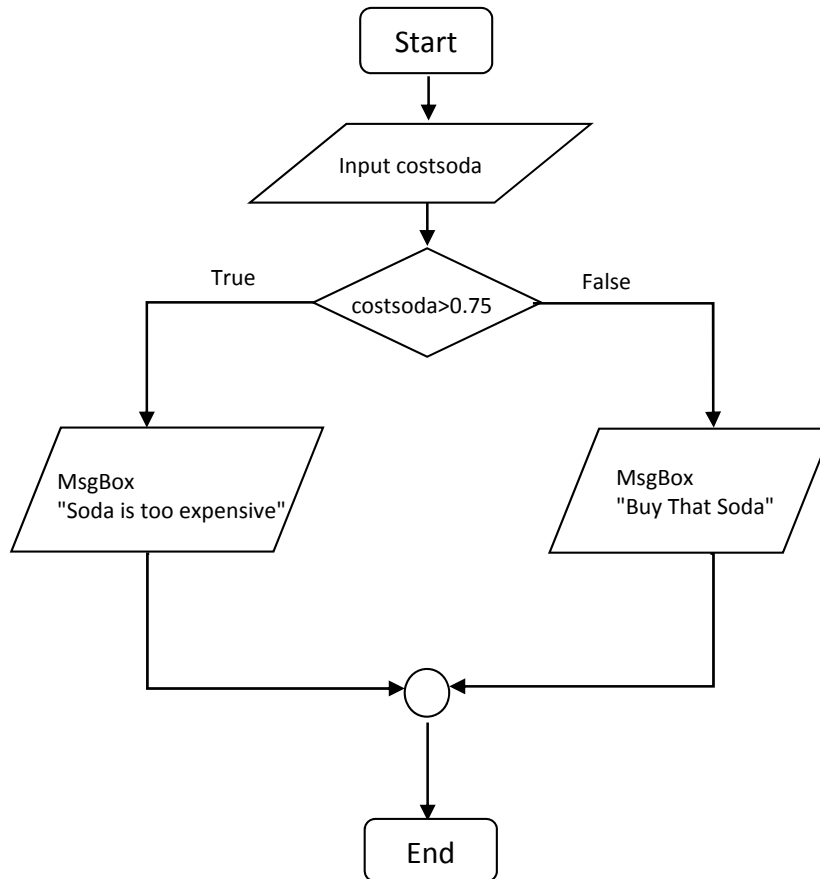 Start
Input costsoda
True
False
costsoda>0.75
MsgBox
"Soda is too expensive"
MsgBox
"Buy That Soda"
End